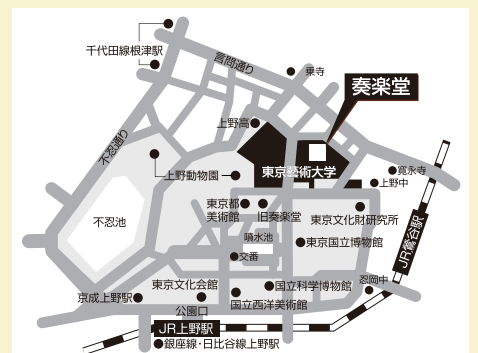 千代田線根津駅
言問通り
乗寺
奏楽堂
上野高
不忍通り
東京藝術大学
寛永寺
上野中
上野動物園
東京都
美術館
旧奏楽堂
東京文化財研究所
不忍池
噴水池
東京国立博物館
JR鶯谷駅
交番
忍岡中
東京文化会館
国立科学博物館
京成上野駅
公園口
国立西洋美術館
JR上野駅
銀座線・日比谷線上野駅